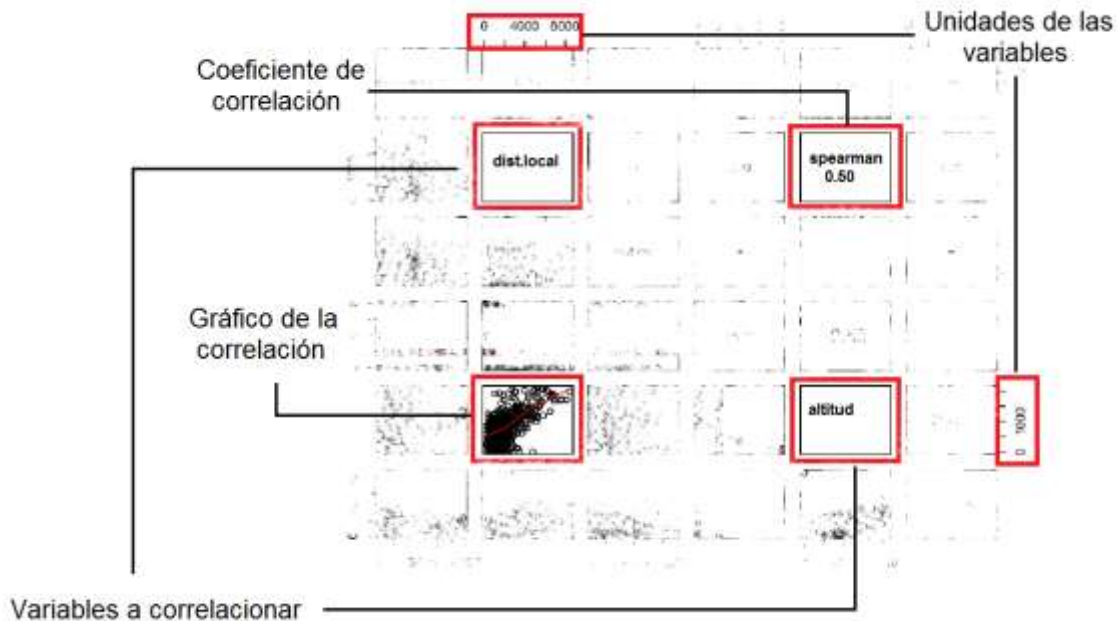 Unidades de las
variables
0 4000 8000
Coeficiente de
correlación
dist.local
spearman
0.50
Gráfico de la
correlación
altitud
0 1000
Variables a correlacionar